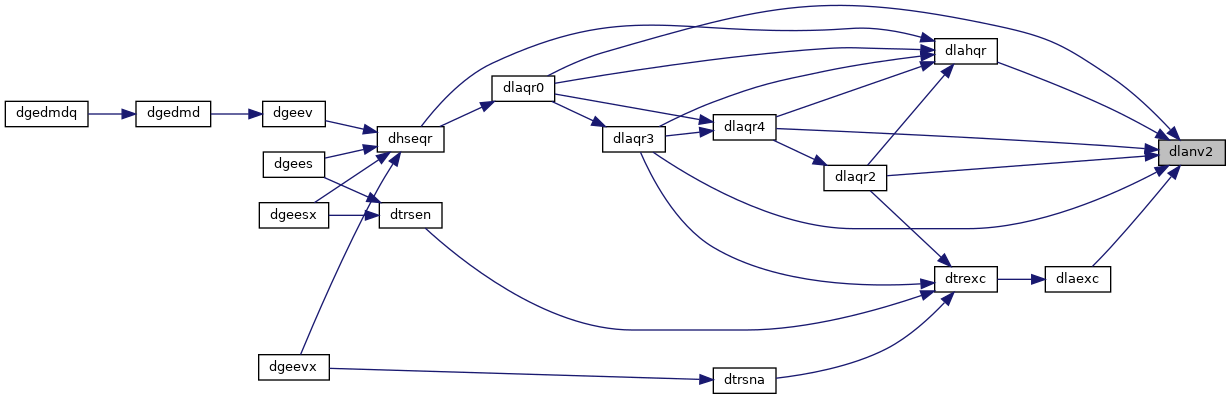 dlahqr
dlaqr0
dgedmdq
dgedmd
dgeev
dlaqr4
dhseqr
dlaqr3
dlanv2
dgees
dlaqr2
dgeesx
dtrsen
dtrexc
dlaexc
dgeevx
dtrsna